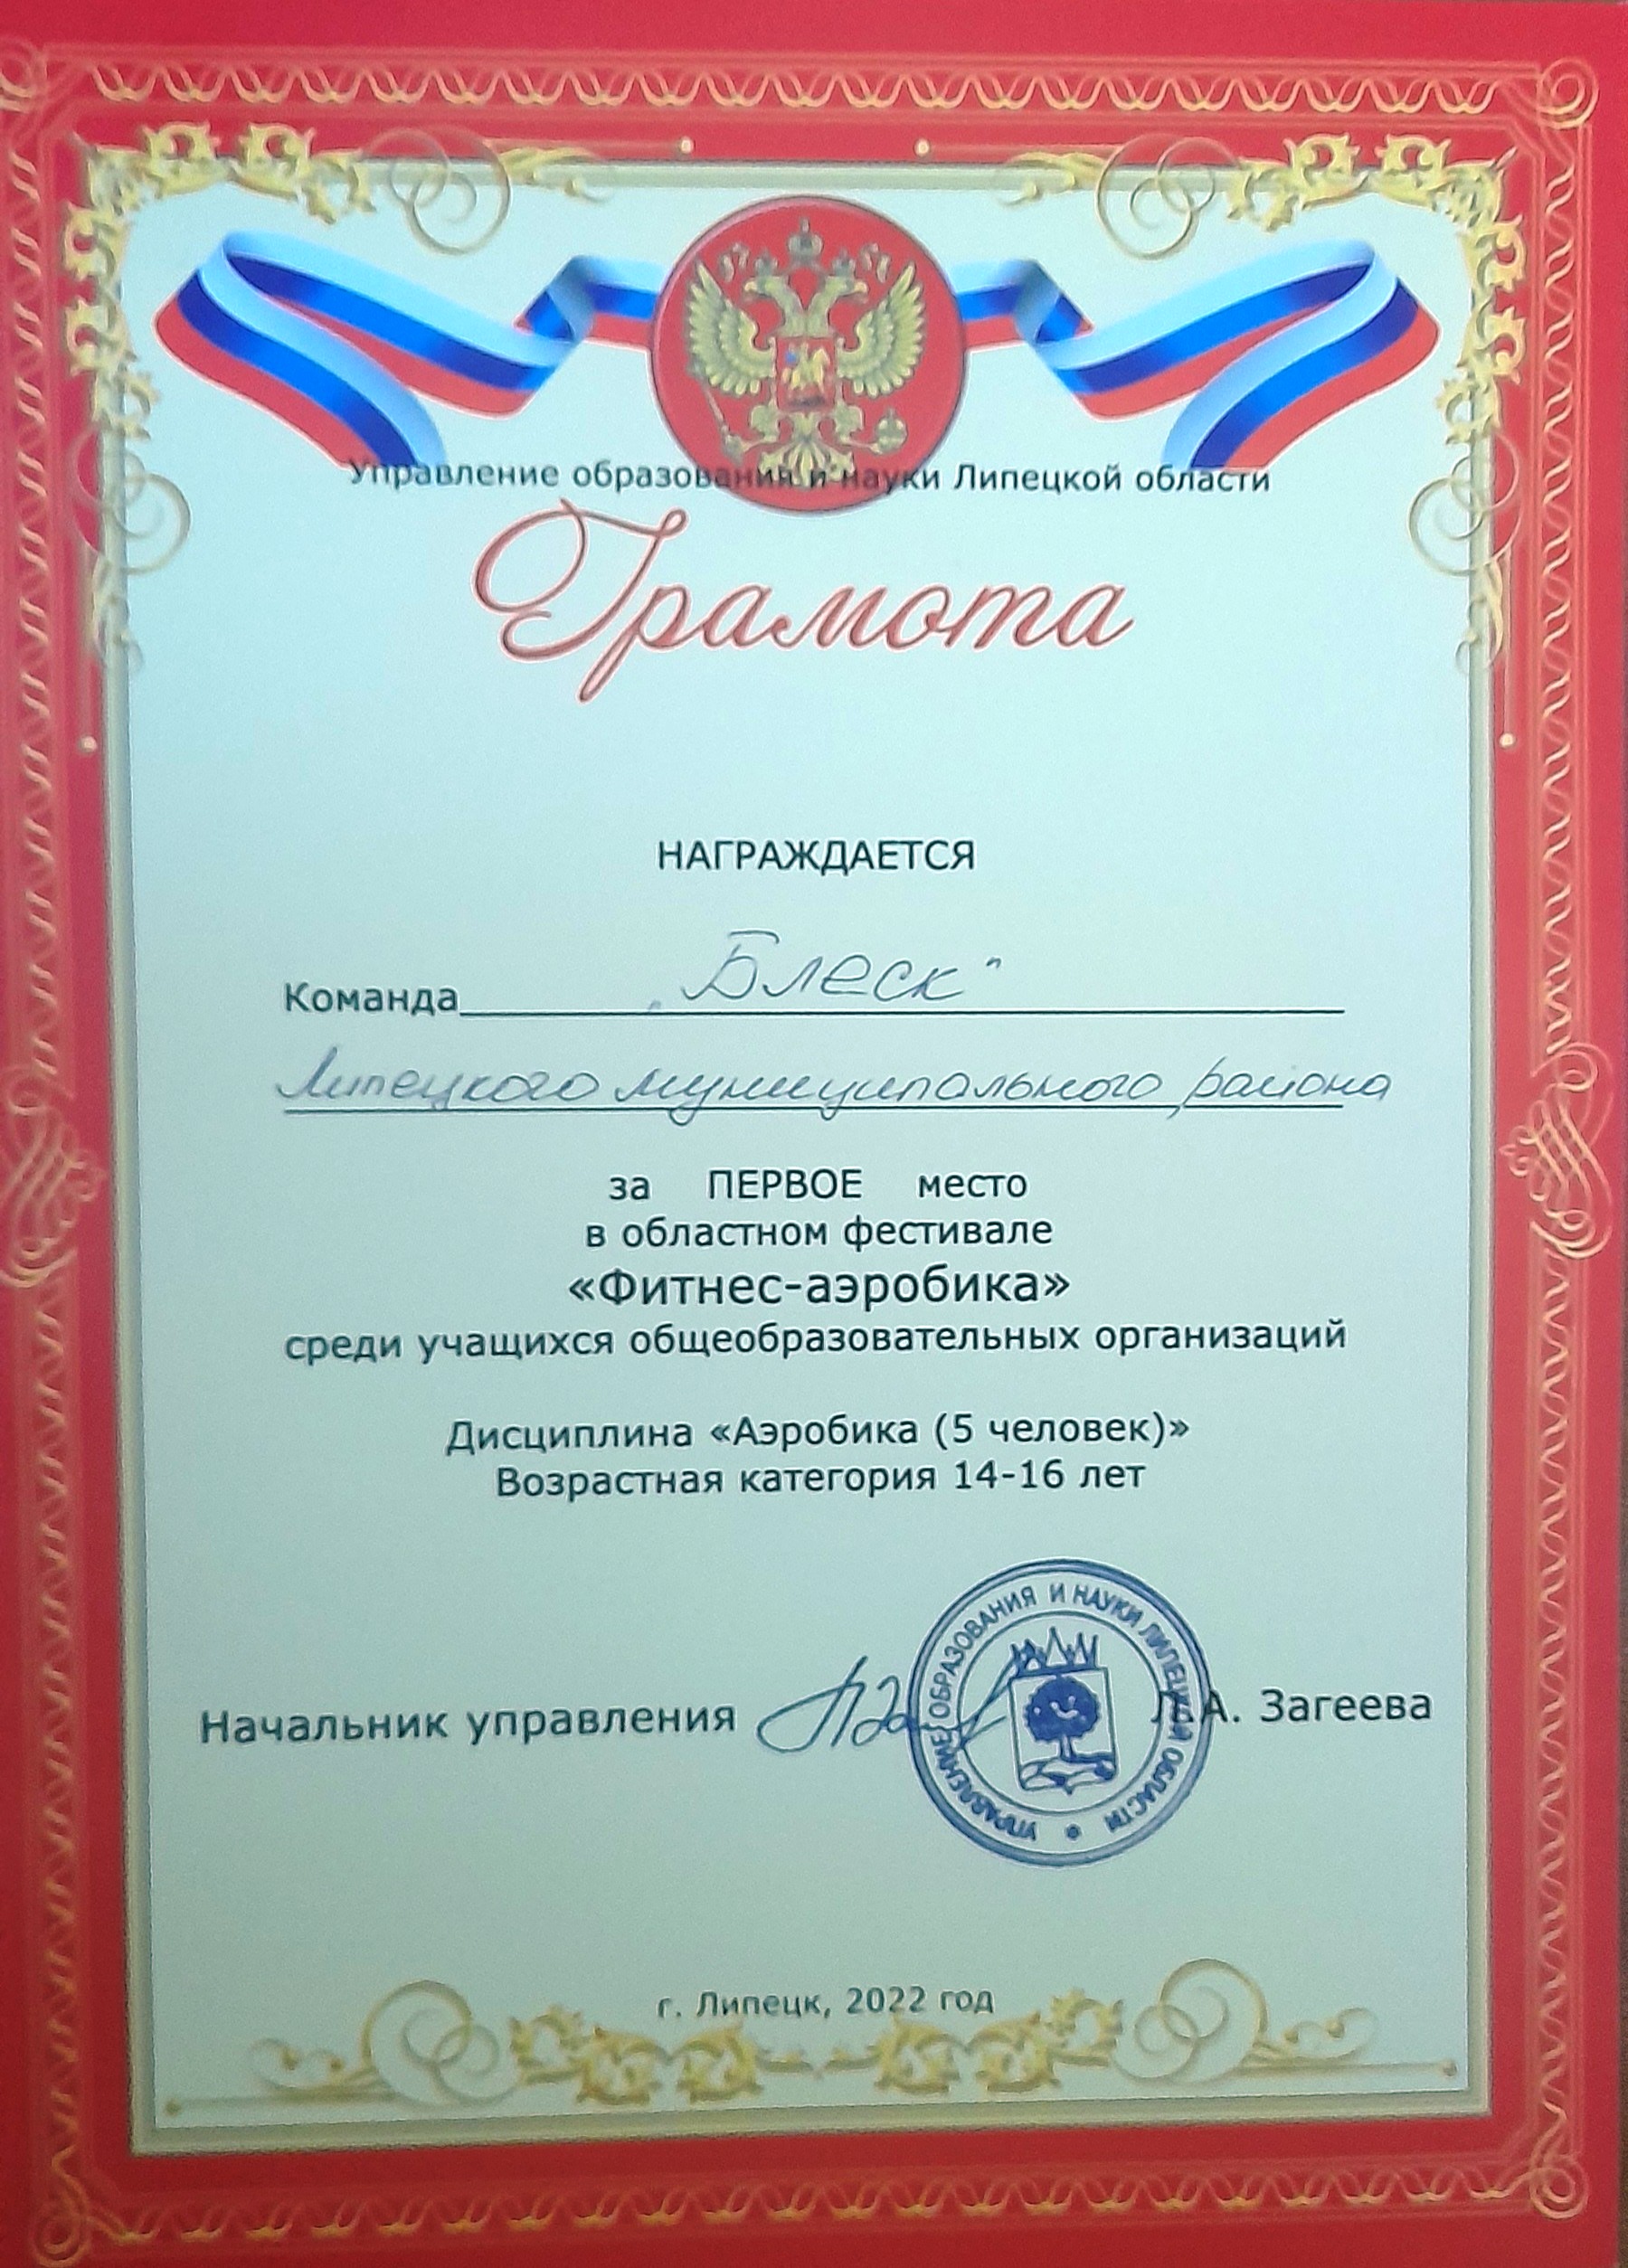 Управление образования и науки Липецкой области
Грамота
НАГРАЖДАЕТСЯ
Команда „Блеск“
Липецкого муниципального района
за ПЕРВОЕ место
в областном фестивале
«Фитнес-аэробика»
среди учащихся общеобразовательных организаций
Дисциплина «Аэробика (5 человек)»
Возрастная категория 14-16 лет
Начальник управления Л.А. Загеева
УПРАВЛЕНИЕ ОБРАЗОВАНИЯ И НАУКИ ЛИПЕЦКОЙ ОБЛАСТИ
г. Липецк, 2022 год